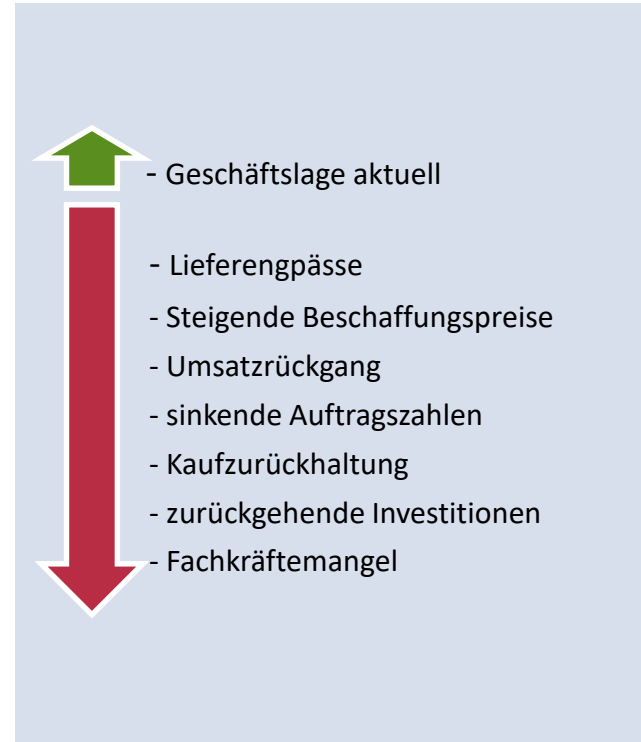 - Geschäftslage aktuell
- Lieferengpässe
- Steigende Beschaffungspreise
- Umsatzrückgang
- sinkende Auftragszahlen
- Kaufzurückhaltung
- zurückgehende Investitionen
- Fachkräftemangel